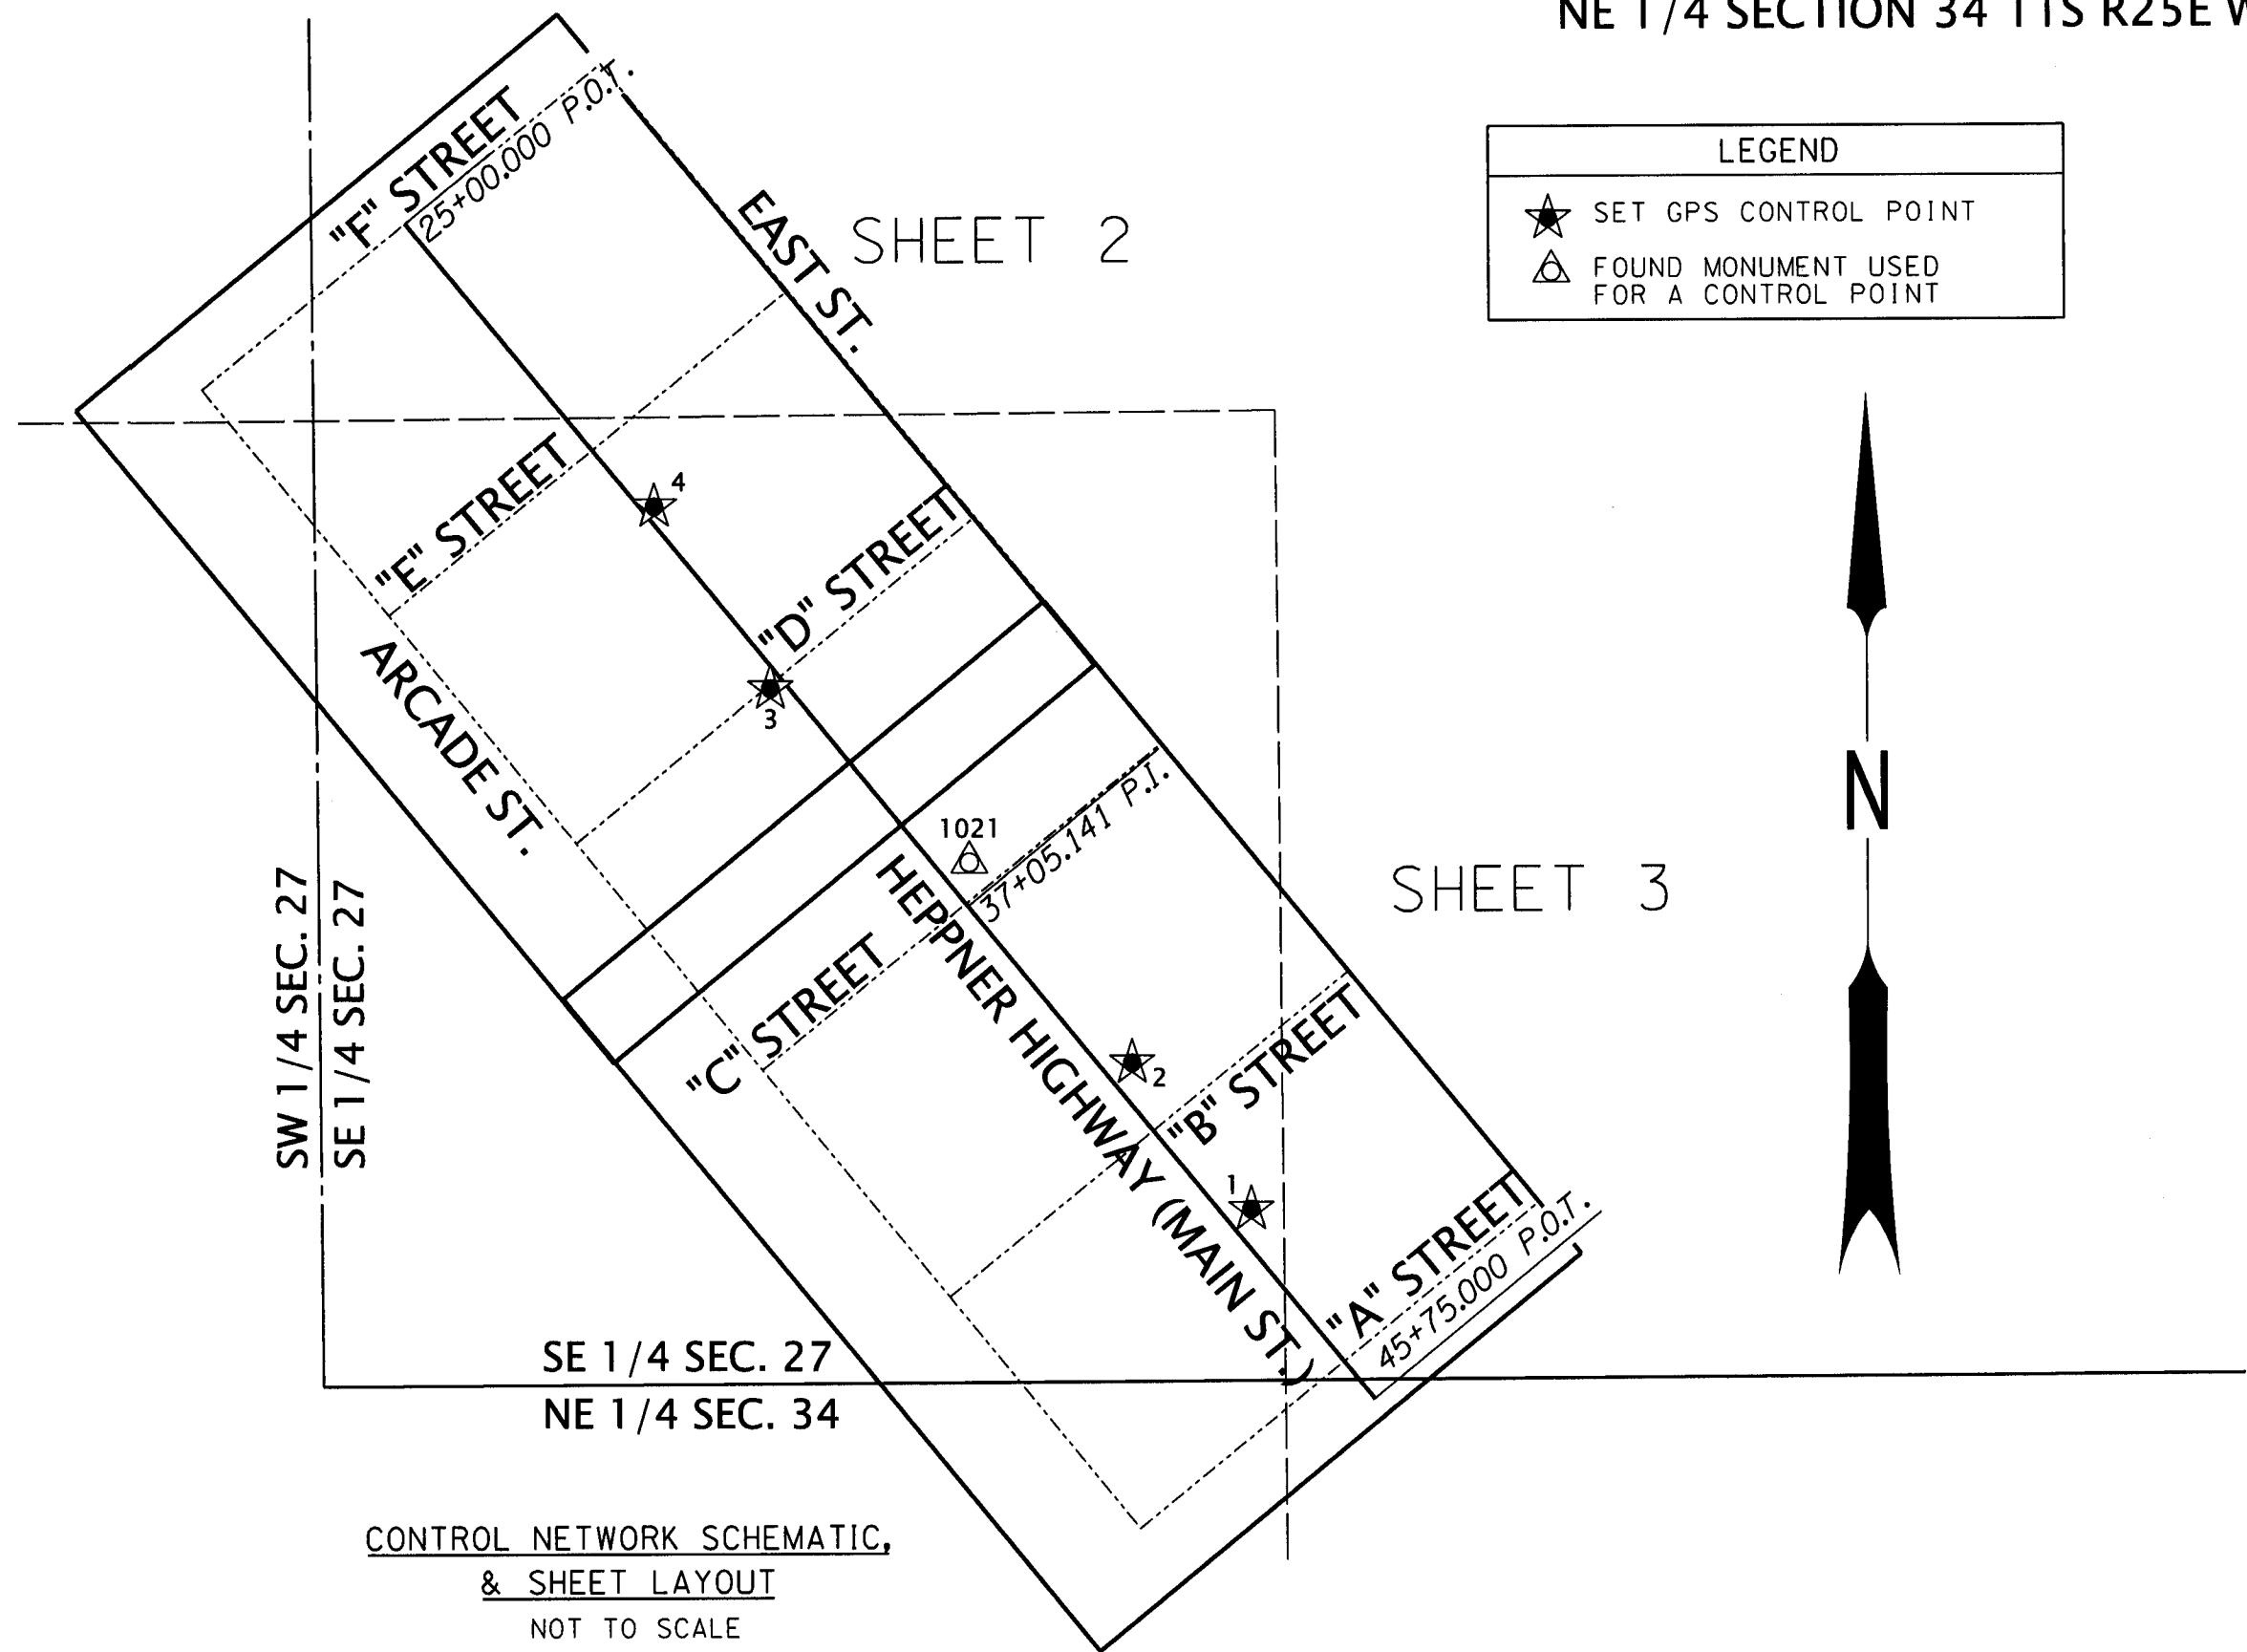 NE 1/4 SECTION 34 T1S R25E
LEGEND
SET GPS CONTROL POINT
FOUND MONUMENT USED
FOR A CONTROL POINT
"F" STREET
25+00.000 P.O.T.
EAST ST.
SHEET 2
"E" STREET
4
"D" STREET
3
ARCADE ST.
1021
37+05.141 P.I.
"C" STREET
HEPPNER HIGHWAY (MAIN ST.)
SHEET 3
N
2
"B" STREET
1
"A" STREET
45+75.000 P.O.T.
SW 1/4 SEC. 27
SE 1/4 SEC. 27
SE 1/4 SEC. 27
NE 1/4 SEC. 34
CONTROL NETWORK SCHEMATIC,
& SHEET LAYOUT
NOT TO SCALE